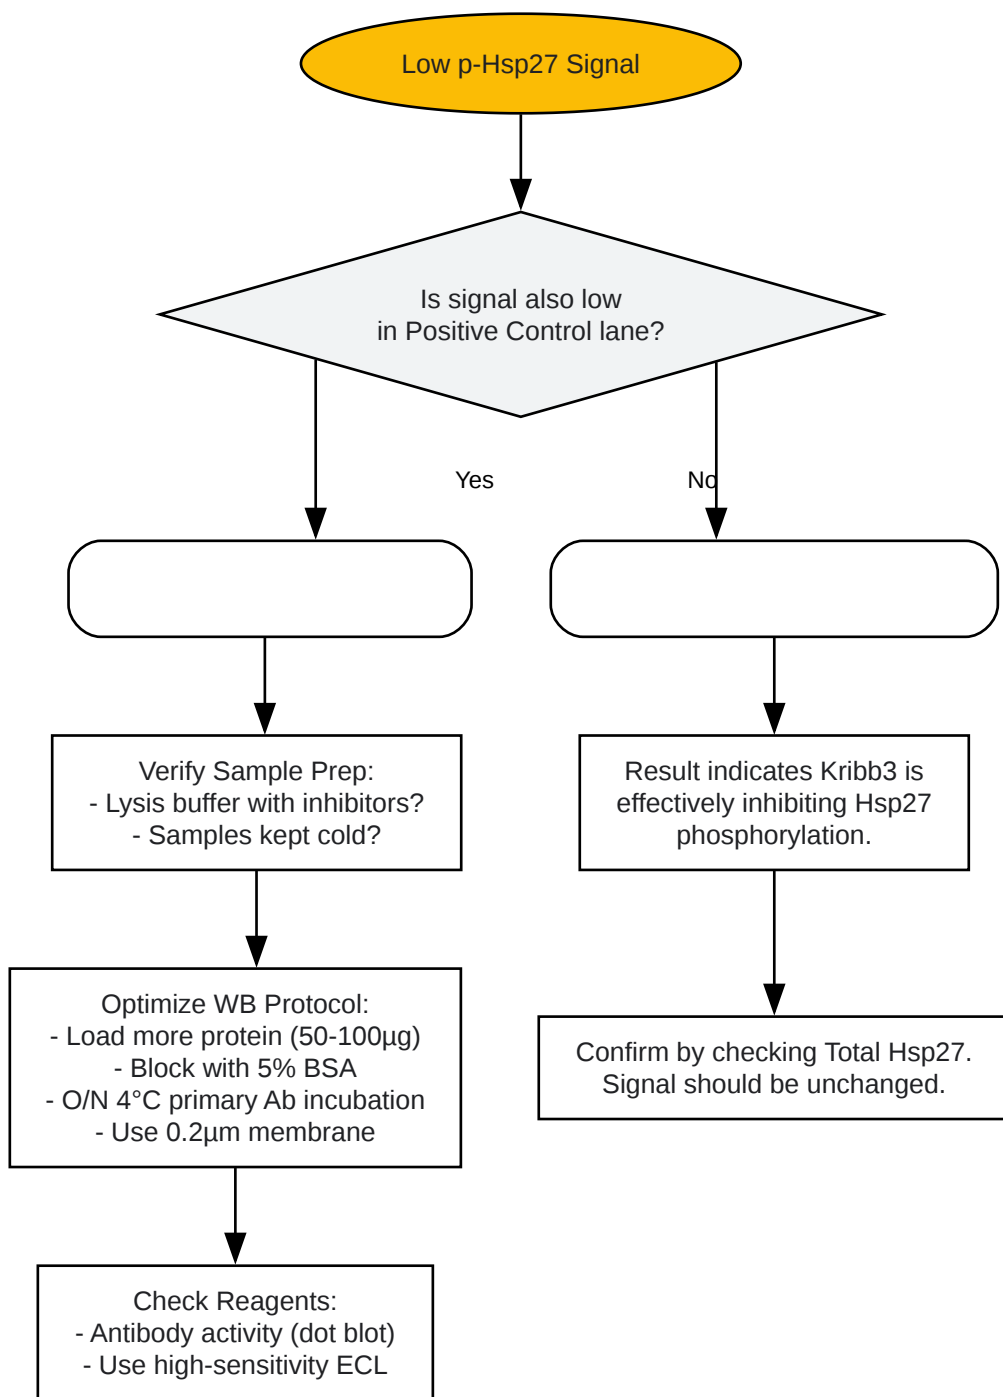 Low p-Hsp27 Signal
Is signal also low
in Positive Control lane?
Yes
No
Verify Sample Prep:
- Lysis buffer with inhibitors?
- Samples kept cold?
Result indicates Kribb3 is
effectively inhibiting Hsp27
phosphorylation.
Optimize WB Protocol:
- Load more protein (50-100µg)
- Block with 5% BSA
- O/N 4°C primary Ab incubation
- Use 0.2µm membrane
Confirm by checking Total Hsp27.
Signal should be unchanged.
Check Reagents:
- Antibody activity (dot blot)
- Use high-sensitivity ECL